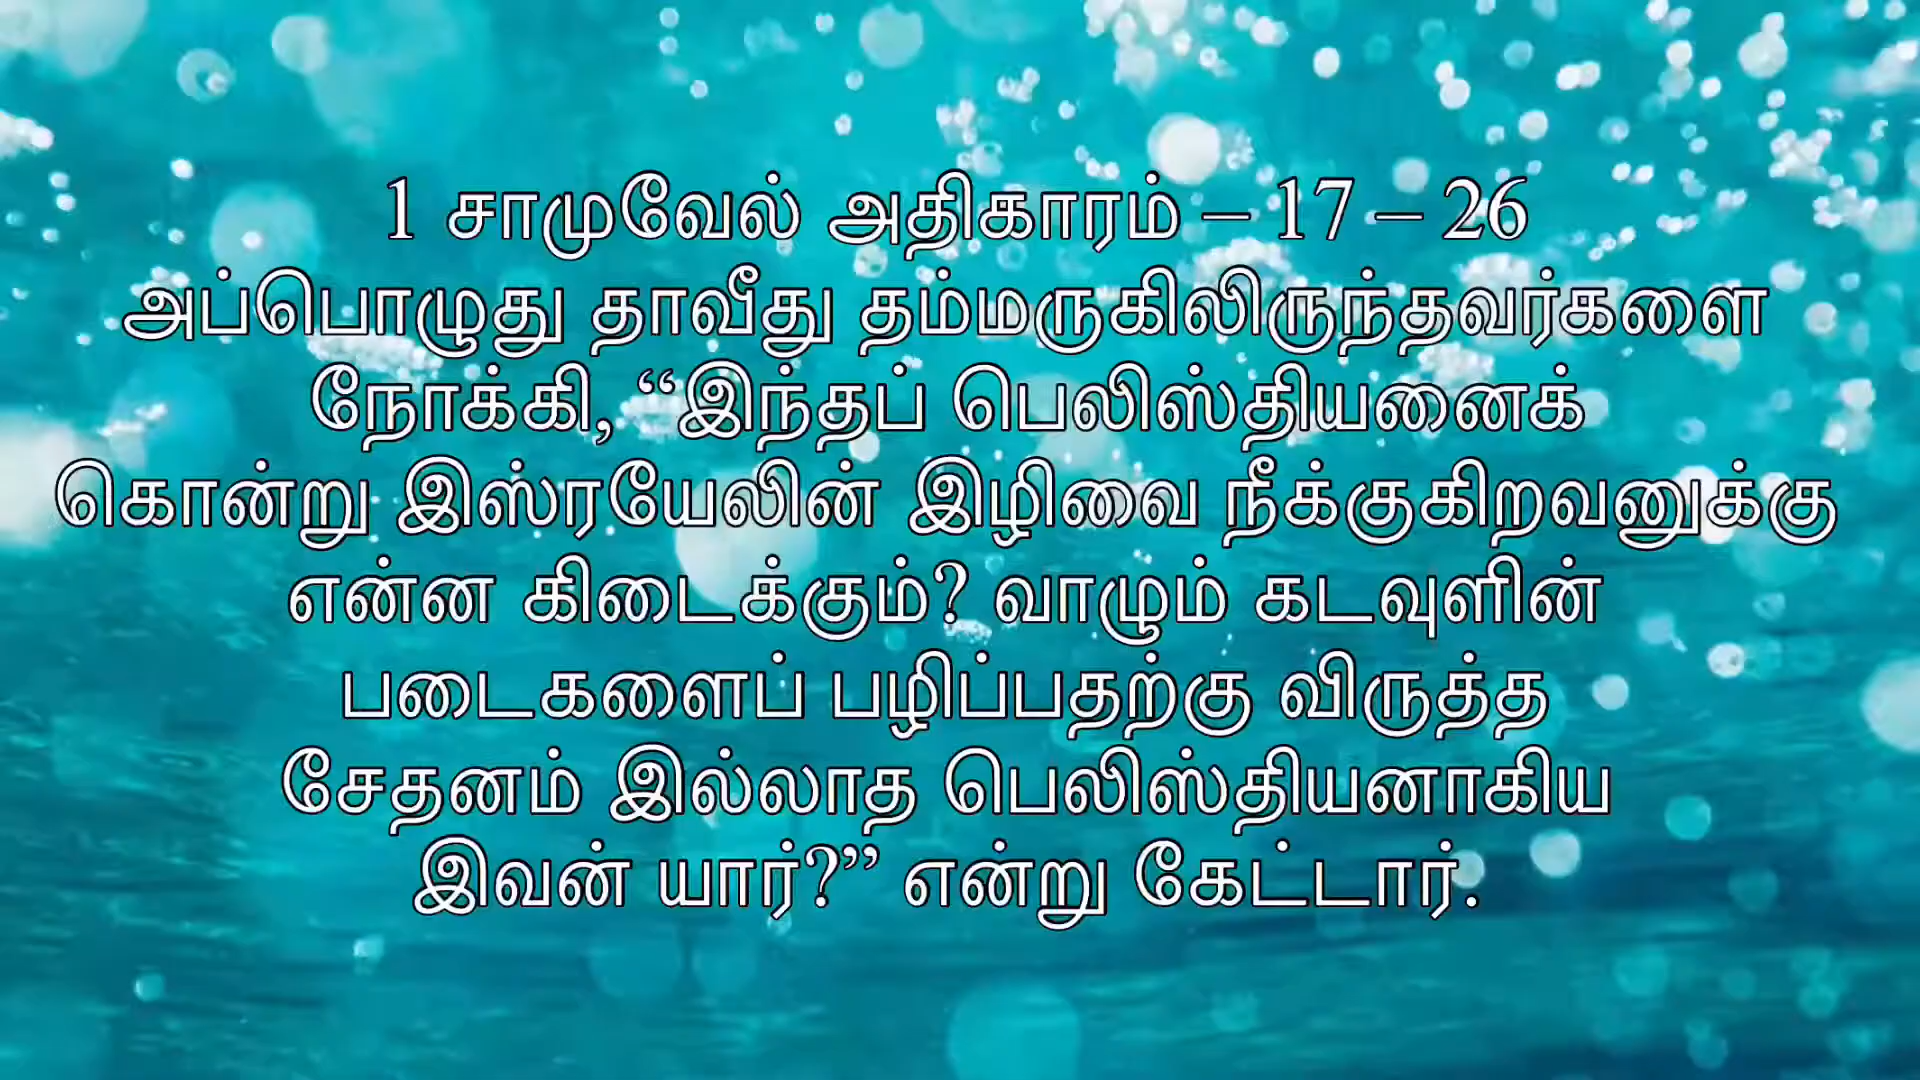 1 சாமுவேல் அதிகாரம் – 17 – 26
அப்பொழுது தாவீது தம்மருகிலிருந்தவர்களை
நோக்கி, “இந்தப் பெலிஸ்தியனைக்
கொன்று இஸ்ரயேலின் இழிவை நீக்குகிறவனுக்கு
என்ன கிடைக்கும்? வாழும் கடவுளின்
படைகளைப் பழிப்பதற்கு விருத்த
சேதனம் இல்லாத பெலிஸ்தியனாகிய
இவன் யார்?” என்று கேட்டார்.